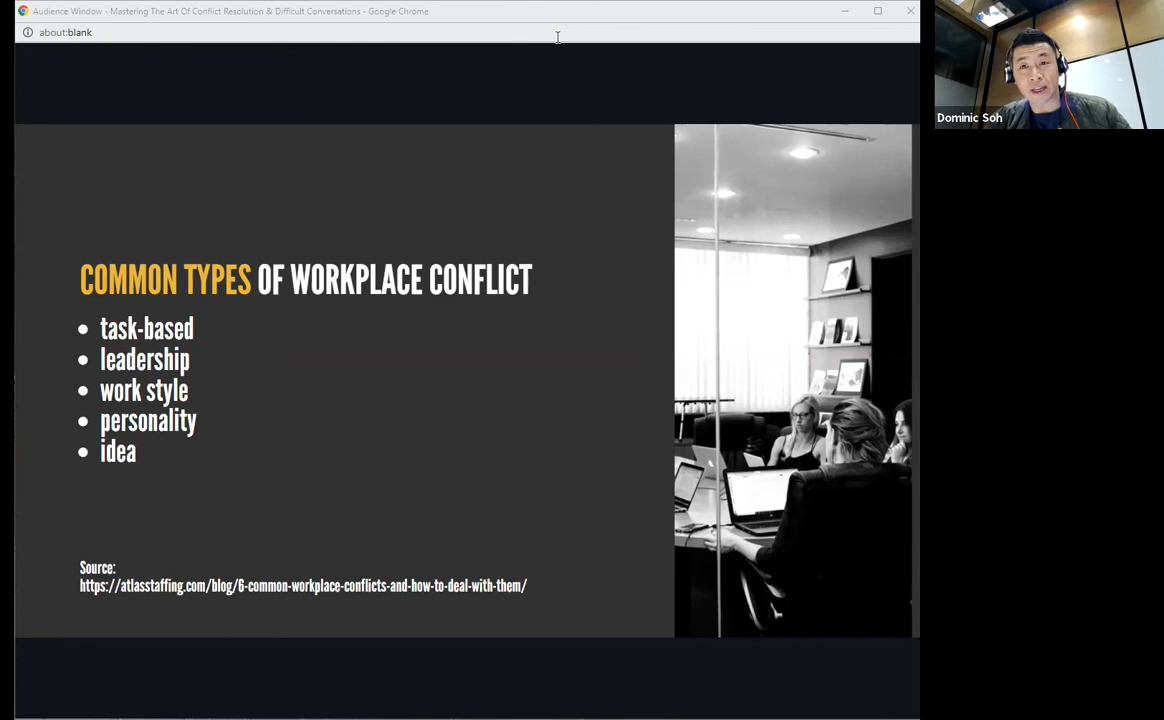 Audience Window - Mastering The Art Of Conflict Resolution & Difficult Conversations - Google Chrome
about:blank
Dominic Soh
COMMON TYPES OF WORKPLACE CONFLICT
• task-based
• leadership
• work style
• personality
• idea
Source:
https://atlasstaffing.com/blog/6-common-workplace-conflicts-and-how-to-deal-with-them/